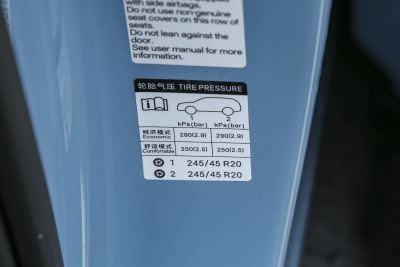 with side airbags.
Do not use non-genuine
seat covers on this row of
seats.
Do not lean against the
door.
See user manual for more
information.
轮胎气压 TIRE PRESSURE
1 2
kPa(bar) kPa(bar)
经济模式
Economic 290(2.9) 290(2.9)
舒适模式
Comfortable 250(2.5) 250(2.5)
1 245/45 R20
2 245/45 R20